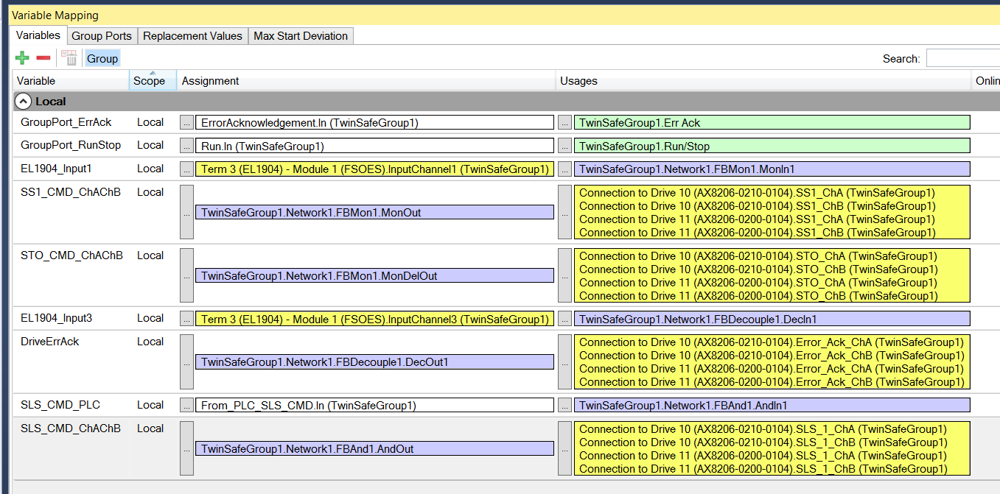 Variable Mapping
Variables Group Ports Replacement Values Max Start Deviation
Group Search:
Variable Scope Assignment Usages Onlin
Local
GroupPort_ErrAck Local ... ErrorAcknowledgement.In (TwinSafeGroup1) ... TwinSafeGroup1.Err Ack
GroupPort_RunStop Local ... Run.In (TwinSafeGroup1) ... TwinSafeGroup1.Run/Stop
EL1904_Input1 Local ... Term 3 (EL1904) - Module 1 (FSOES).InputChannel1 (TwinSafeGroup1) ... TwinSafeGroup1.Network1.FBMon1.MonIn1
SS1_CMD_ChAChB Local ... TwinSafeGroup1.Network1.FBMon1.MonOut ... Connection to Drive 10 (AX8206-0210-0104).SS1_ChA (TwinSafeGroup1)
Connection to Drive 10 (AX8206-0210-0104).SS1_ChB (TwinSafeGroup1)
Connection to Drive 11 (AX8206-0200-0104).SS1_ChA (TwinSafeGroup1)
Connection to Drive 11 (AX8206-0200-0104).SS1_ChB (TwinSafeGroup1)
STO_CMD_ChAChB Local ... TwinSafeGroup1.Network1.FBMon1.MonDelOut ... Connection to Drive 10 (AX8206-0210-0104).STO_ChA (TwinSafeGroup1)
Connection to Drive 10 (AX8206-0210-0104).STO_ChB (TwinSafeGroup1)
Connection to Drive 11 (AX8206-0200-0104).STO_ChA (TwinSafeGroup1)
Connection to Drive 11 (AX8206-0200-0104).STO_ChB (TwinSafeGroup1)
EL1904_Input3 Local ... Term 3 (EL1904) - Module 1 (FSOES).InputChannel3 (TwinSafeGroup1) ... TwinSafeGroup1.Network1.FBDecouple1.DecIn1
DriveErrAck Local ... TwinSafeGroup1.Network1.FBDecouple1.DecOut1 ... Connection to Drive 10 (AX8206-0210-0104).Error_Ack_ChA (TwinSafeGroup1)
Connection to Drive 10 (AX8206-0210-0104).Error_Ack_ChB (TwinSafeGroup1)
Connection to Drive 11 (AX8206-0200-0104).Error_Ack_ChA (TwinSafeGroup1)
Connection to Drive 11 (AX8206-0200-0104).Error_Ack_ChB (TwinSafeGroup1)
SLS_CMD_PLC Local ... From_PLC_SLS_CMD.In (TwinSafeGroup1) ... TwinSafeGroup1.Network1.FBAnd1.AndIn1
SLS_CMD_ChAChB Local ... TwinSafeGroup1.Network1.FBAnd1.AndOut ... Connection to Drive 10 (AX8206-0210-0104).SLS_1_ChA (TwinSafeGroup1)
Connection to Drive 10 (AX8206-0210-0104).SLS_1_ChB (TwinSafeGroup1)
Connection to Drive 11 (AX8206-0200-0104).SLS_1_ChA (TwinSafeGroup1)
Connection to Drive 11 (AX8206-0200-0104).SLS_1_ChB (TwinSafeGroup1)